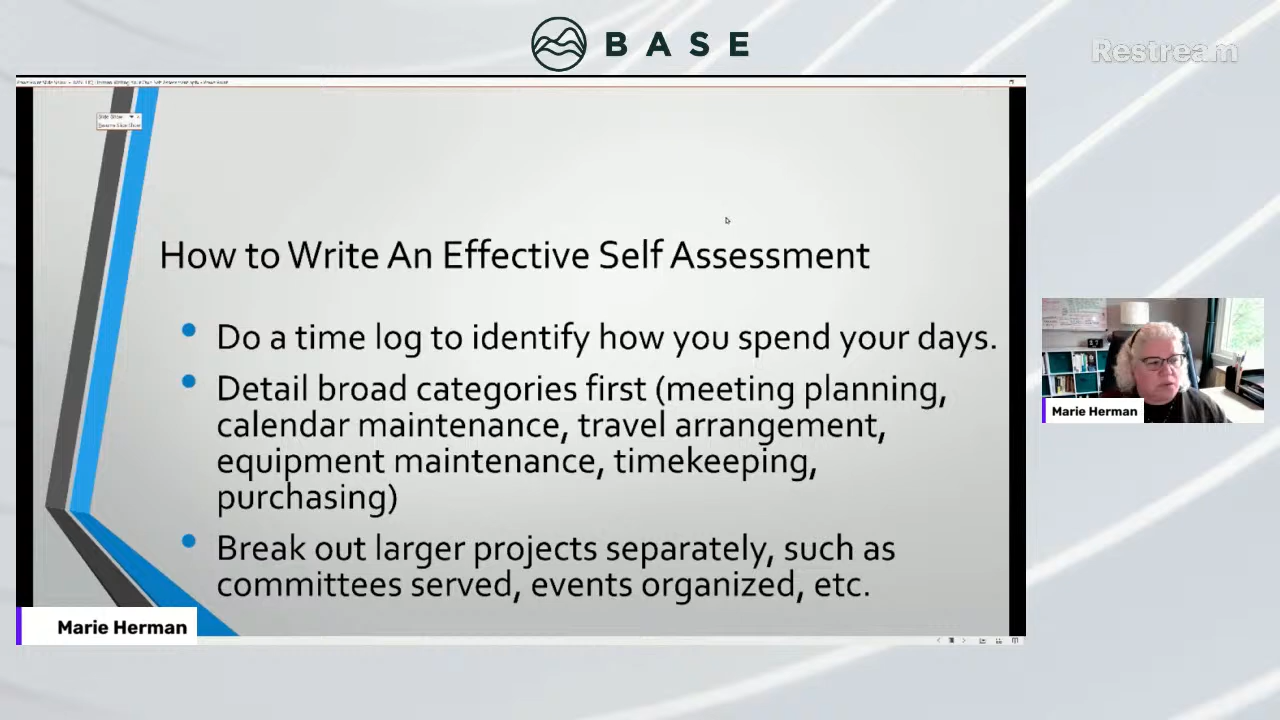 BASE
Restream
Slide Show
How to Write An Effective Self Assessment
Do a time log to identify how you spend your days.
Detail broad categories first (meeting planning,
calendar maintenance, travel arrangement,
equipment maintenance, timekeeping,
purchasing)
Break out larger projects separately, such as
committees served, events organized, etc.
Marie Herman
Marie Herman